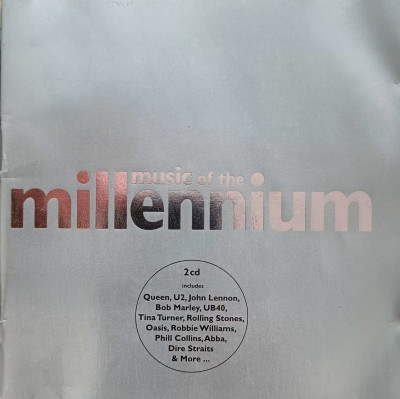 music of the
millennium
2cd
includes
Queen, U2, John Lennon,
Bob Marley, UB40,
Tina Turner, Rolling Stones,
Oasis, Robbie Williams,
Phill Collins, Abba,
Dire Straits
& More ...